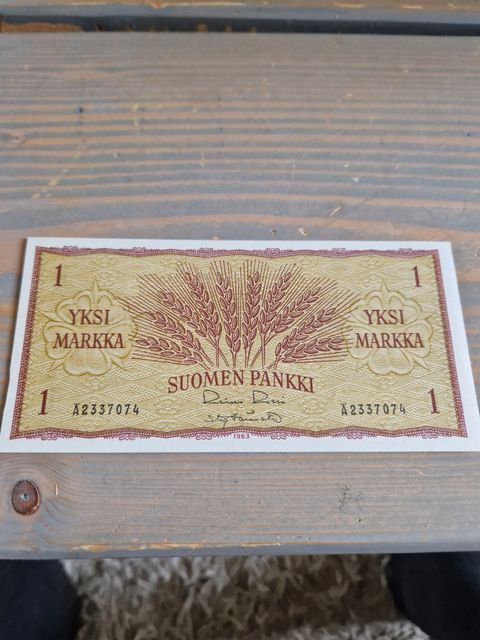 1 1
YKSI MARKKA
YKSI MARKKA
SUOMEN PANKKI
1 A2337074 A2337074 1
1963